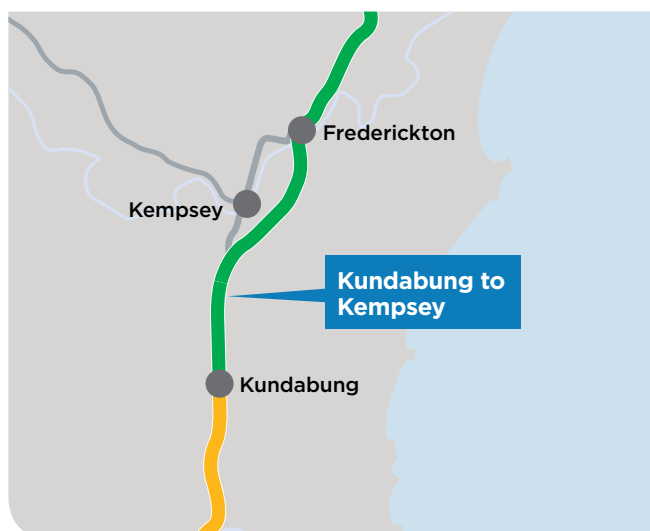 Frederickton
Kempsey
Kundabung to
Kempsey
Kundabung